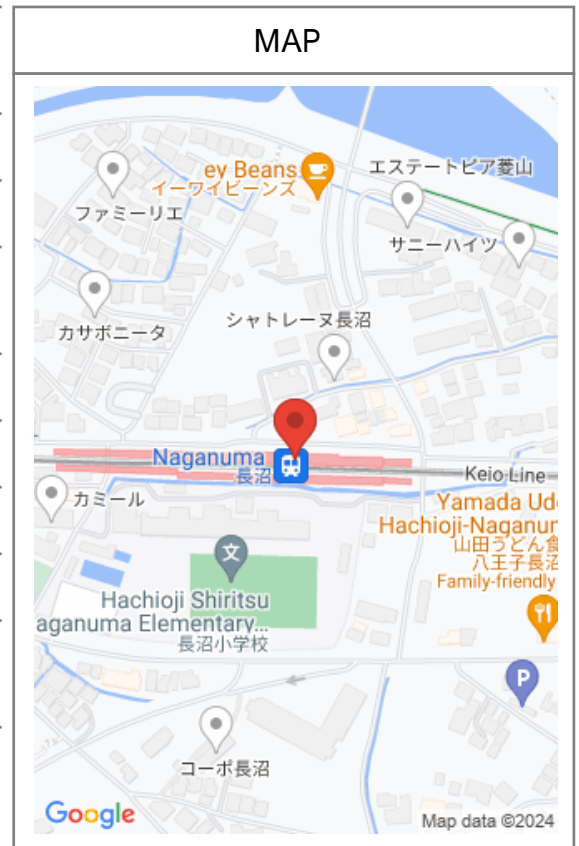 MAP
ey Beans
イーワイビーンズ
エステートピア菱山
ファミーリエ
サニーハイツ
カサボニータ
シャトレーヌ長沼
Naganuma
長沼
Keio Line
カミール
Yamada Ud
Hachioji-Naganur
山田うどん食
八王子長沼
Family-friendly
文
Hachioji Shiritsu
aganuma Elementary...
長沼小学校
P
コーポ長沼
Google
Map data ©2024